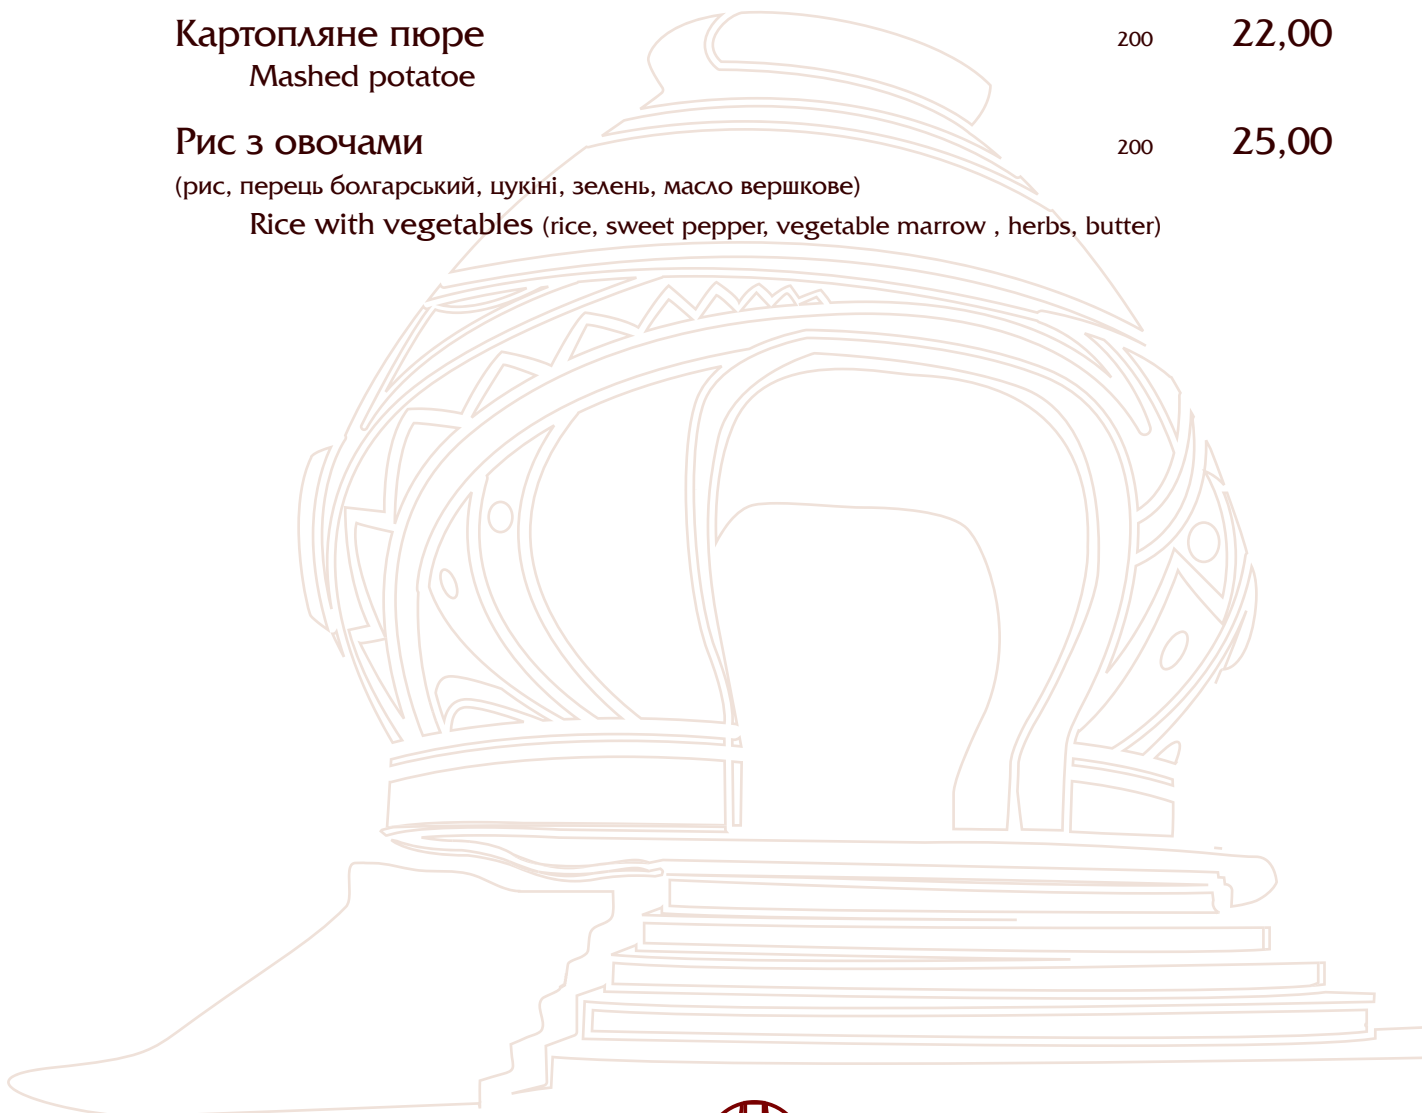 Картопляне пюре 200 22,00
Mashed potatoe
Рис з овочами 200 25,00
(рис, перець болгарський, цукіні, зелень, масло вершкове)
Rice with vegetables (rice, sweet pepper, vegetable marrow , herbs, butter)